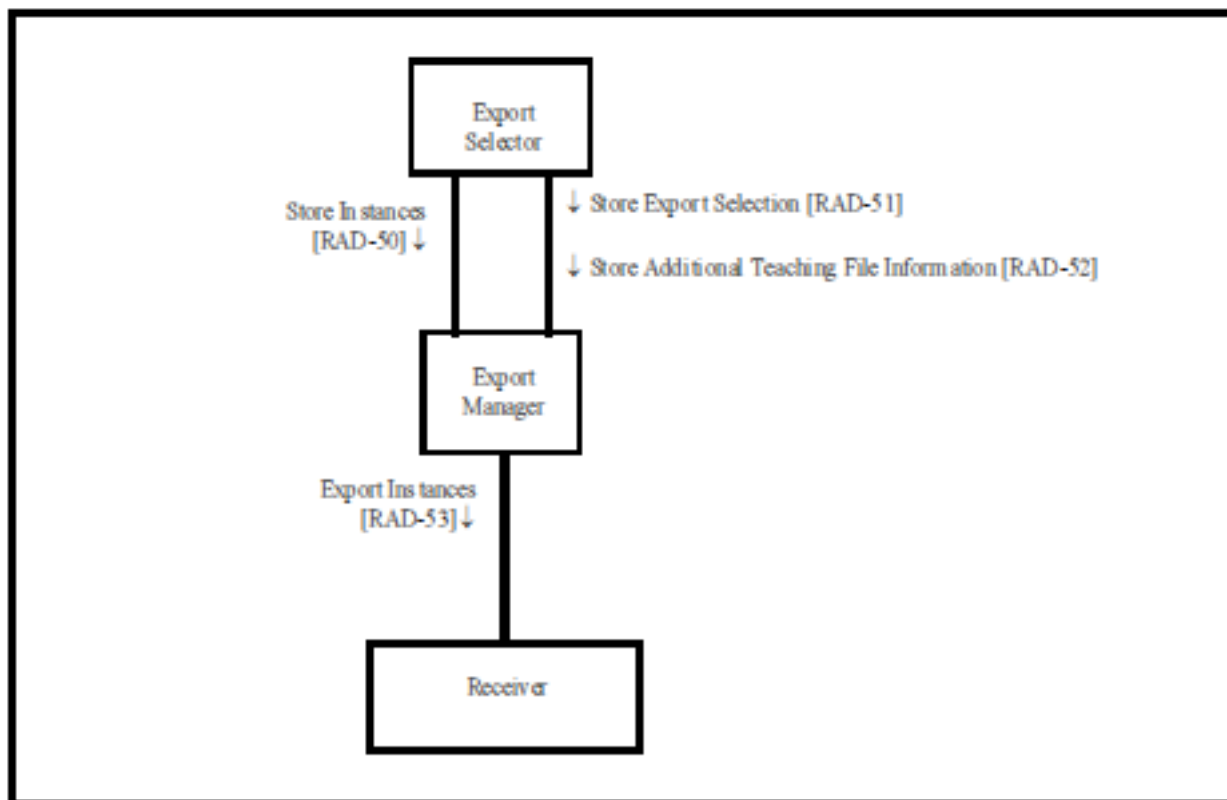 Export
Selector
Store Instances
[RAD-50] ↓
↓ Store Export Selection [RAD-51]
↓ Store Additional Teaching File Information [RAD-52]
Export
Manager
Export Instances
[RAD-53] ↓
Receiver